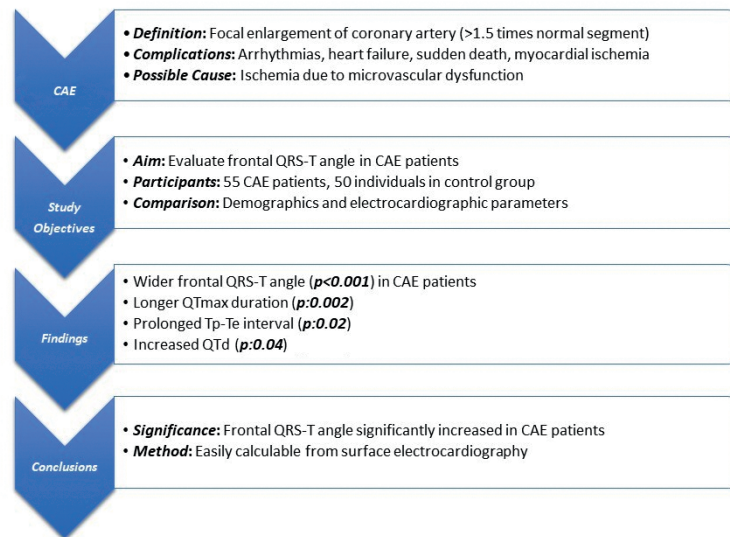 • Definition: Focal enlargement of coronary artery (>1.5 times normal segment)
• Complications: Arrhythmias, heart failure, sudden death, myocardial ischemia
• Possible Cause: Ischemia due to microvascular dysfunction
CAE
• Aim: Evaluate frontal QRS-T angle in CAE patients
• Participants: 55 CAE patients, 50 individuals in control group
• Comparison: Demographics and electrocardiographic parameters
Study
Objectives
• Wider frontal QRS-T angle (p<0.001) in CAE patients
• Longer QTmax duration (p:0.002)
• Prolonged Tp-Te interval (p:0.02)
• Increased QTd (p:0.04)
Findings
• Significance: Frontal QRS-T angle significantly increased in CAE patients
• Method: Easily calculable from surface electrocardiography
Conclusions